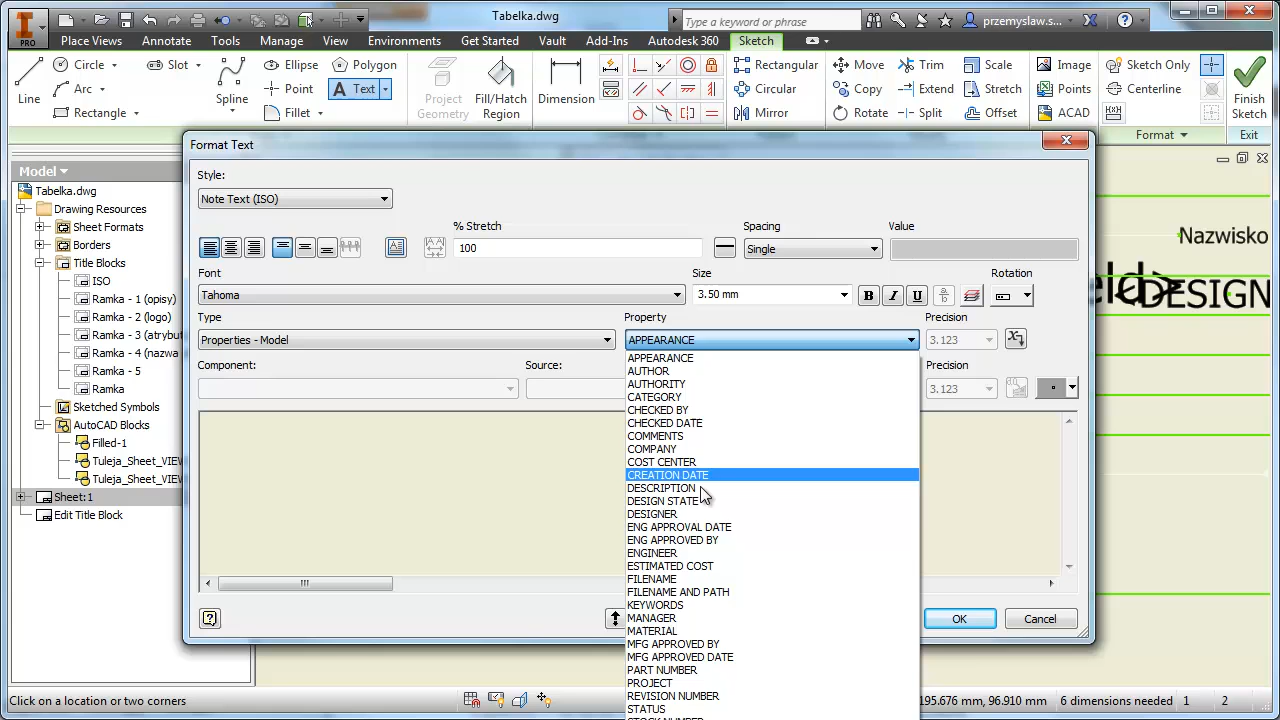 Tabelka.dwg
Type a keyword or phrase
przemyslaw.s...
PRO
Place Views
Annotate
Tools
Manage
View
Environments
Get Started
Vault
Add-Ins
Autodesk 360
Sketch
Line
Circle
Arc
Rectangle
Slot
Spline
Ellipse
Point
Fillet
Polygon
Text
Project
Geometry
Fill/Hatch
Region
Dimension
Rectangular
Circular
Mirror
Move
Copy
Rotate
Trim
Extend
Split
Scale
Stretch
Offset
Image
Points
ACAD
Sketch Only
Centerline
Format
Finish
Sketch
Exit
Model
Tabelka.dwg
Drawing Resources
Sheet Formats
Borders
Title Blocks
ISO
Ramka - 1 (opisy)
Ramka - 2 (logo)
Ramka - 3 (atrybut
Ramka - 4 (nazwa
Ramka - 5
Ramka
Sketched Symbols
AutoCAD Blocks
Filled-1
Tuleja_Sheet_VIEW
Tuleja_Sheet_VIEW
Sheet:1
Edit Title Block
Format Text
Style:
Note Text (ISO)
% Stretch
100
Spacing
Single
Value
Font
Tahoma
Size
3.50 mm
B I U
Rotation
Type
Properties - Model
Property
APPEARANCE
Precision
3.123
Component:
Source:
Precision
3.123
APPEARANCE
AUTHOR
AUTHORITY
CATEGORY
CHECKED BY
CHECKED DATE
COMMENTS
COMPANY
COST CENTER
CREATION DATE
DESCRIPTION
DESIGN STATE
DESIGNER
ENG APPROVAL DATE
ENG APPROVED BY
ENGINEER
ESTIMATED COST
FILENAME
FILENAME AND PATH
KEYWORDS
MANAGER
MATERIAL
MFG APPROVED BY
MFG APPROVED DATE
PART NUMBER
PROJECT
REVISION NUMBER
STATUS
STOCK NUMBER
OK
Cancel
Nazwisko
eld>
DESIGN
Click on a location or two corners
195.676 mm, 96.910 mm
6 dimensions needed
1
2